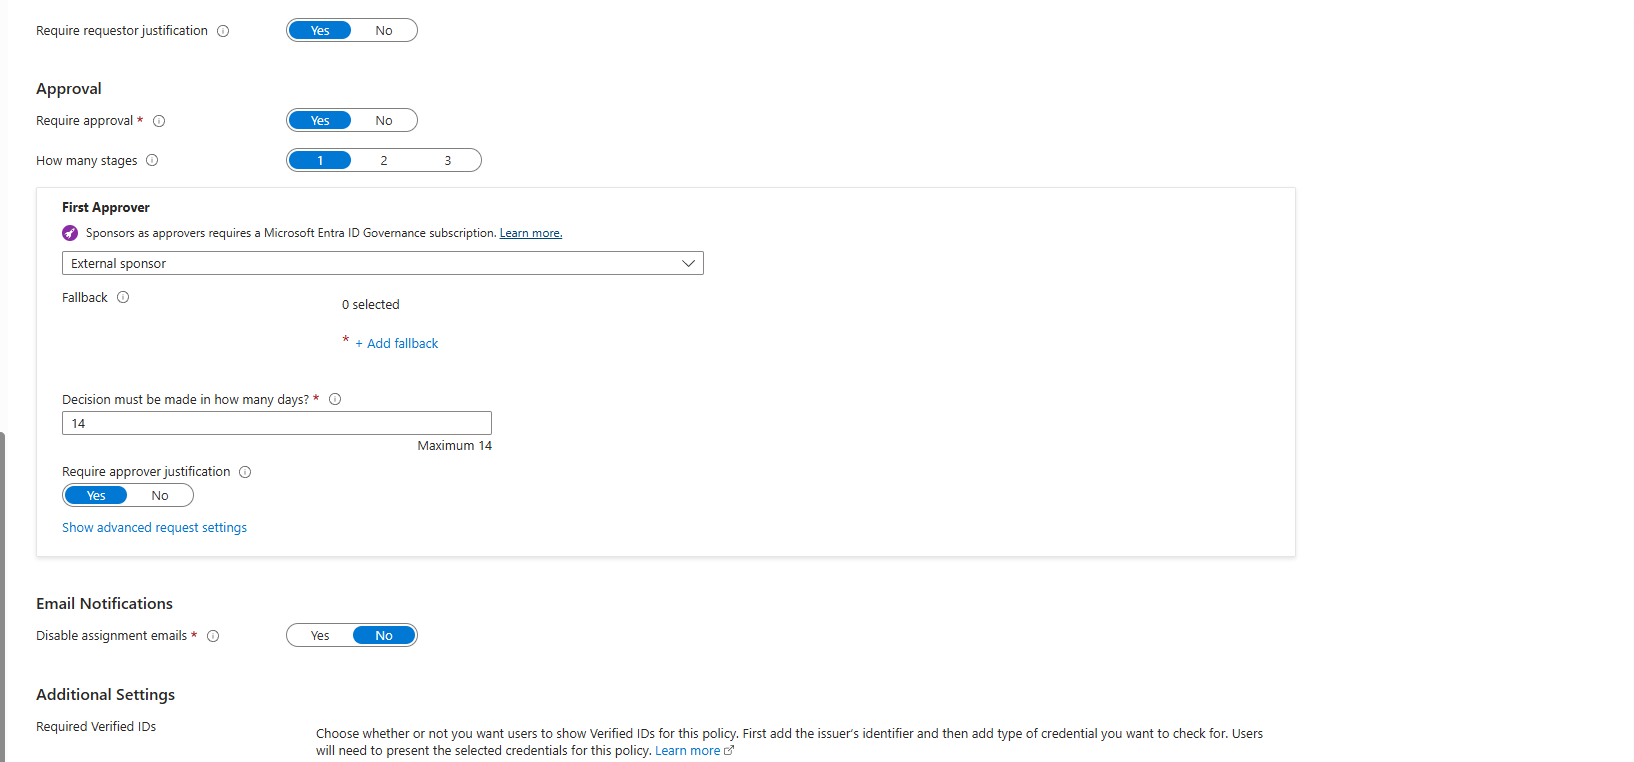 Require requestor justification Yes No
Approval
Require approval * Yes No
How many stages 1 2 3
First Approver
Sponsors as approvers requires a Microsoft Entra ID Governance subscription. Learn more.
External sponsor
Fallback 0 selected
* + Add fallback
Decision must be made in how many days? *
14
Maximum 14
Require approver justification
Yes No
Show advanced request settings
Email Notifications
Disable assignment emails * Yes No
Additional Settings
Required Verified IDs
Choose whether or not you want users to show Verified IDs for this policy. First add the issuer's identifier and then add type of credential you want to check for. Users
will need to present the selected credentials for this policy. Learn more